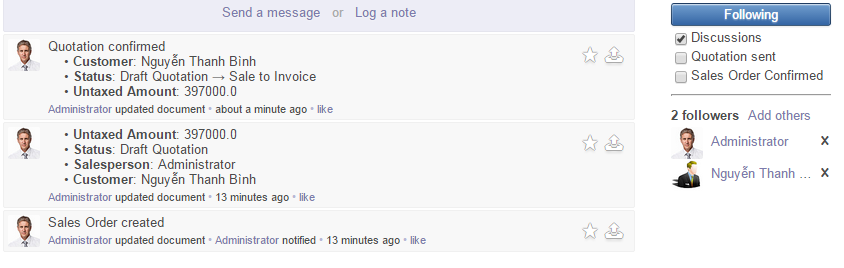 Send a message or Log a note
Quotation confirmed
• Customer: Nguyễn Thanh Bình
• Status: Draft Quotation → Sale to Invoice
• Untaxed Amount: 397000.0
Administrator updated document • about a minute ago • like
• Untaxed Amount: 397000.0
• Status: Draft Quotation
• Salesperson: Administrator
• Customer: Nguyễn Thanh Bình
Administrator updated document • 13 minutes ago • like
Sales Order created
Administrator updated document • Administrator notified • 13 minutes ago • like
Following
Discussions
Quotation sent
Sales Order Confirmed
2 followers Add others
Administrator X
Nguyễn Thanh ... X